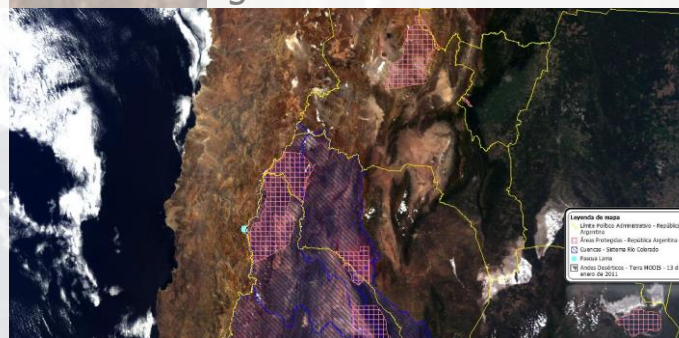 Leyenda de mapa
Límite Político Administrativo - República
Argentina
Áreas Protegidas - República Argentina
Cuencas - Sistema Río Colorado
Pascua Lama
Andes Desérticos - Terra MODIS - 13 d
enero de 2011